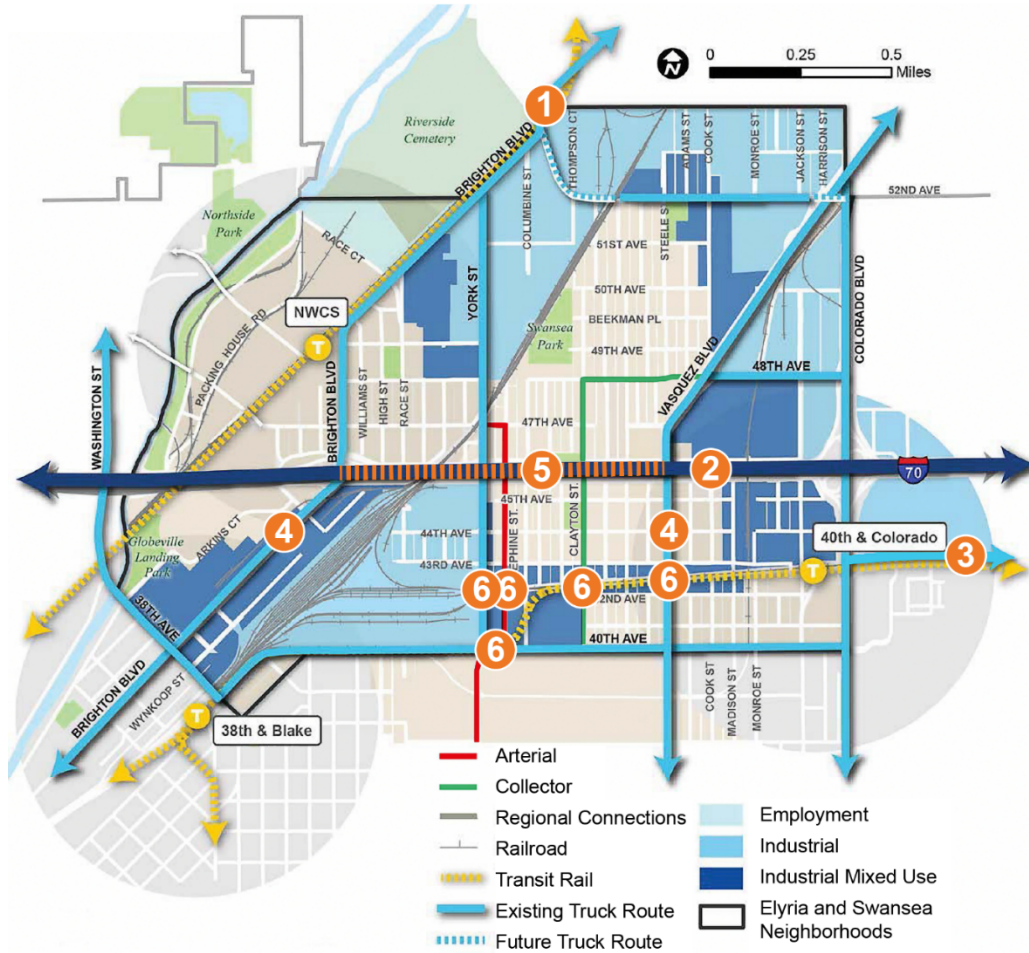 0 0.25 0.5
Miles
N
1
Riverside
Cemetery
BRIGHTON BLVD
THOMPSON CT
COLUMBINE ST
ADAMS ST
COOK ST
MONROE ST
JACKSON ST
HARRISON ST
52ND AVE
Northside
Park
RACE CT
STEELE ST
51ST AVE
YORK ST
50TH AVE
COLORADO BLVD
NWCS
PACKING HOUSE RD
BEEKMAN PL
Swansea
Park
49TH AVE
T
VASQUEZ BLVD
48TH AVE
WASHINGTON ST
BRIGHTON BLVD
WILLIAMS ST
HIGH ST
RACE ST
47TH AVE
5
2
70
45TH AVE
CLAYTON ST.
4
ARKINS CT
44TH AVE
EPHINE ST.
4
40th & Colorado
Globeville
Landing
Park
43RD AVE
3
T
6
6
6
6
2ND AVE
38TH AVE
40TH AVE
6
BRIGHTON BLVD
WYNKOOP ST
T
38th & Blake
COOK ST
MADISON ST
MONROE ST
Arterial
Collector
Regional Connections
Railroad
Transit Rail
Existing Truck Route
Future Truck Route
Employment
Industrial
Industrial Mixed Use
Elyria and Swansea
Neighborhoods